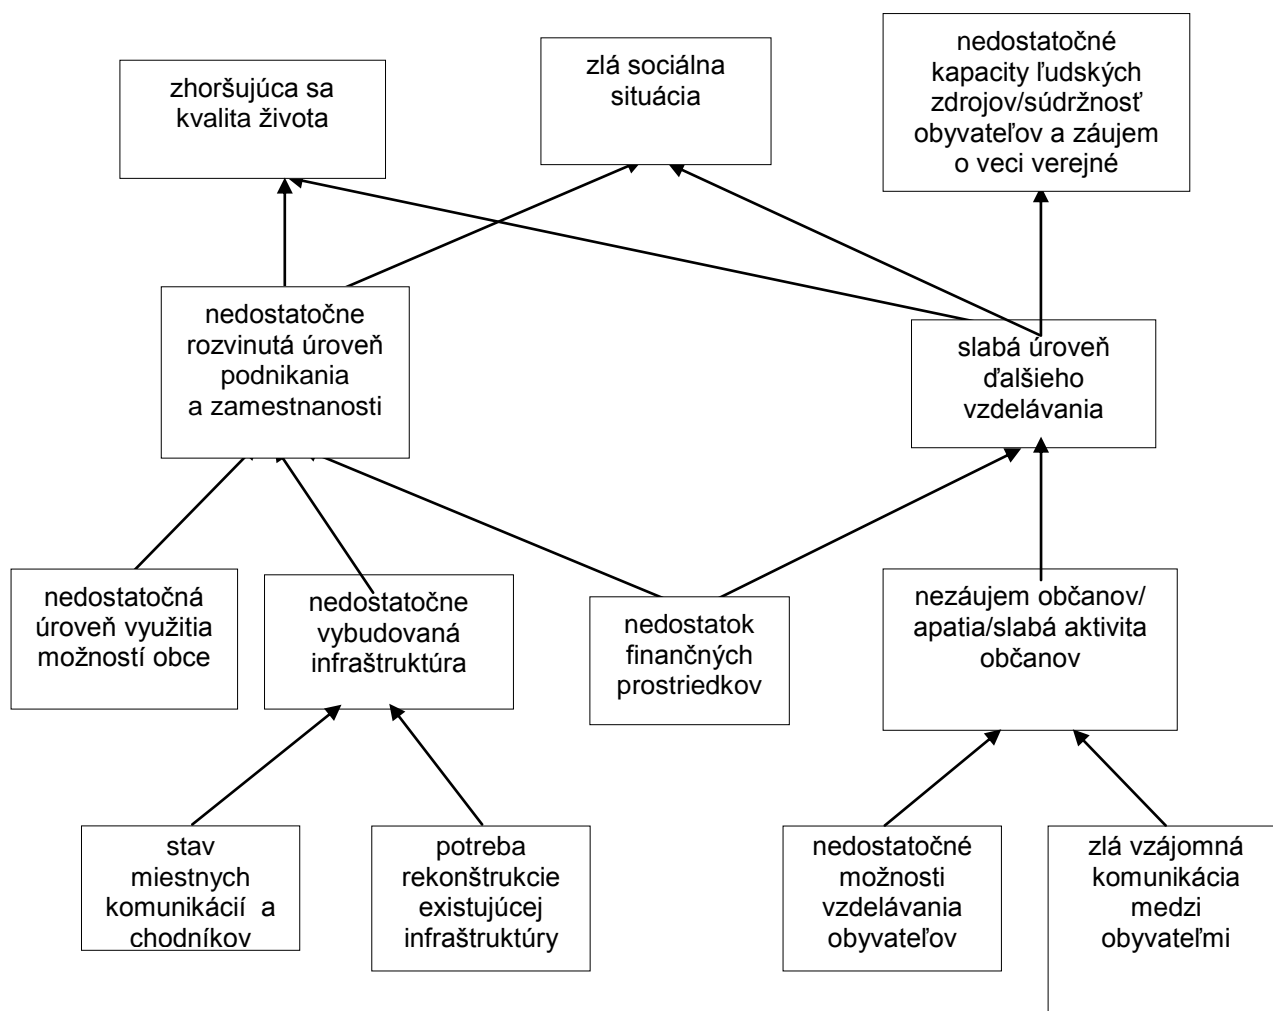 zhoršujúca sa
kvalita života
zlá sociálna
situácia
nedostatočné
kapacity ľudských
zdrojov/súdržnosť
obyvateľov a záujem
o veci verejné
nedostatočne
rozvinutá úroveň
podnikania
a zamestnanosti
slabá úroveň
ďalšieho
vzdelávania
nedostatočná
úroveň využitia
možností obce
nedostatočne
vybudovaná
infraštruktúra
nedostatok
finančných
prostriedkov
nezáujem občanov/
apatia/slabá aktivita
občanov
stav
miestnych
komunikácií a
chodníkov
potreba
rekonštrukcie
existujúcej
infraštruktúry
nedostatočné
možnosti
vzdelávania
obyvateľov
zlá vzájomná
komunikácia
medzi
obyvateľmi